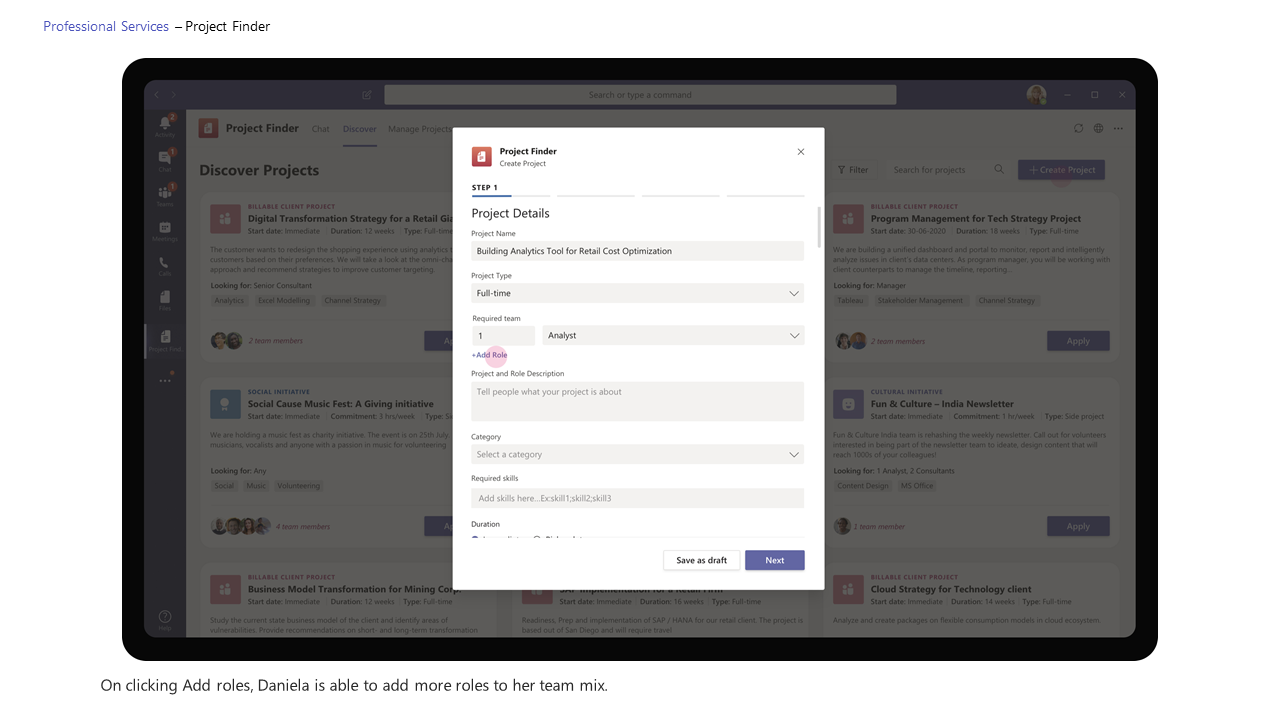 Professional Services – Project Finder
Search or type a command
Activity
2
Project Finder
Chat
Discover
Manage Projects
Chat
1
Teams
1
Meetings
Calls
Files
Project Find
Help
Discover Projects
Filter
Search for projects
+ Create Project
BILLABLE CLIENT PROJECT
Digital Transformation Strategy for a Retail Gia
Start date: Immediate Duration: 12 weeks Type: Full-time
The customer wants to redesign the shopping experience using analytics t
customers based on their preferences. We will take a look at the omni-cha
approach and recommend strategies to improve customer targeting.
Looking for: Senior Consultant
Analytics
Excel Modelling
Channel Strategy
2 team members
Ap
BILLABLE CLIENT PROJECT
Program Management for Tech Strategy Project
Start date: 30-06-2020 Duration: 18 weeks Type: Full-time
We are building a unified dashboard and portal to monitor, report and intelligently
analyze issues in client's data centers. As program manager, you will be working with
client counterparts to manage the timeline, reporting...
Looking for: Manager
Tableau
Stakeholder Management
Channel Strategy
2 team members
Apply
SOCIAL INITIATIVE
Social Cause Music Fest: A Giving initiative
Start date: Immediate Commitment: 3 hrs/week Type: Si
We are holding a music fest as charity initiative. The event is on 25th July.
musicians, vocalists and anyone with a passion in music for volunteering
Looking for: Any
Social
Music
Volunteering
4 team members
Ap
CULTURAL INITIATIVE
Fun & Culture – India Newsletter
Start date: Immediate Commitment: 1 hr/week Type: Side project
Fun & Culture India team is rehashing the weekly newsletter. Call out for volunteers
interested in being part of the newsletter team to ideate, design content that will
reach 1000s of your colleagues!
Looking for: 1 Analyst, 2 Consultants
Content Design
MS Office
1 team member
Apply
BILLABLE CLIENT PROJECT
Business Model Transformation for Mining Corp.
Start date: Immediate Duration: 12 weeks Type: Full-time
Study the current state business model of the client and identify areas of
vulnerabilities. Provide recommendations on short- and long-term transformation
SAP Implementation for a Retail Firm
Start date: Immediate Duration: 16 weeks Type: Full-time
Readiness, Prep and implementation of SAP / HANA for our retail client. The project is
based out of San Diego and will require travel
BILLABLE CLIENT PROJECT
Cloud Strategy for Technology client
Start date: Immediate Duration: 14 weeks Type: Full-time
Analyze and create packages on flexible consumption models in cloud ecosystem.
Project Finder
Create Project
STEP 1
Project Details
Project Name
Building Analytics Tool for Retail Cost Optimization
Project Type
Full-time
Required team
1
Analyst
+Add Role
Project and Role Description
Tell people what your project is about
Category
Select a category
Required skills
Add skills here...Ex:skill1;skill2;skill3
Duration
Save as draft
Next
On clicking Add roles, Daniela is able to add more roles to her team mix.